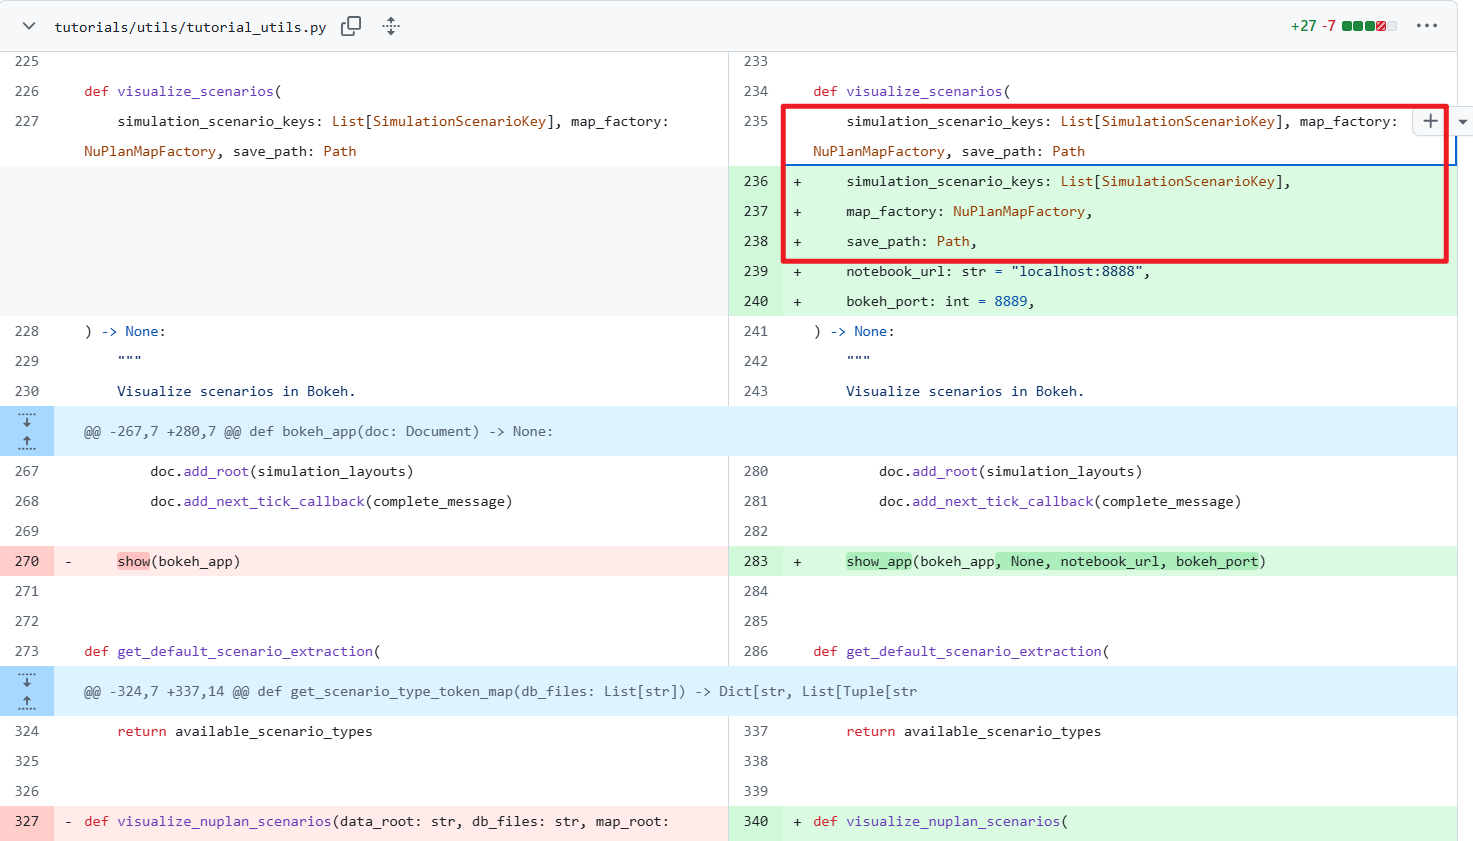 tutorials/utils/tutorial_utils.py +27 -7
225 233
226 def visualize_scenarios( 234 def visualize_scenarios(
227 simulation_scenario_keys: List[SimulationScenarioKey], map_factory: 235 simulation_scenario_keys: List[SimulationScenarioKey], map_factory:
NuPlanMapFactory, save_path: Path NuPlanMapFactory, save_path: Path
236 + simulation_scenario_keys: List[SimulationScenarioKey],
237 + map_factory: NuPlanMapFactory,
238 + save_path: Path,
239 + notebook_url: str = "localhost:8888",
240 + bokeh_port: int = 8889,
228 ) -> None: 241 ) -> None:
229 """ 242 """
230 Visualize scenarios in Bokeh. 243 Visualize scenarios in Bokeh.
@@ -267,7 +280,7 @@ def bokeh_app(doc: Document) -> None:
267 doc.add_root(simulation_layouts) 280 doc.add_root(simulation_layouts)
268 doc.add_next_tick_callback(complete_message) 281 doc.add_next_tick_callback(complete_message)
269 282
270 - show(bokeh_app) 283 + show_app(bokeh_app, None, notebook_url, bokeh_port)
271 284
272 285
273 def get_default_scenario_extraction( 286 def get_default_scenario_extraction(
@@ -324,7 +337,14 @@ def get_scenario_type_token_map(db_files: List[str]) -> Dict[str, List[Tuple[str
324 return available_scenario_types 337 return available_scenario_types
325 338
326 339
327 - def visualize_nuplan_scenarios(data_root: str, db_files: str, map_root: 340 + def visualize_nuplan_scenarios(